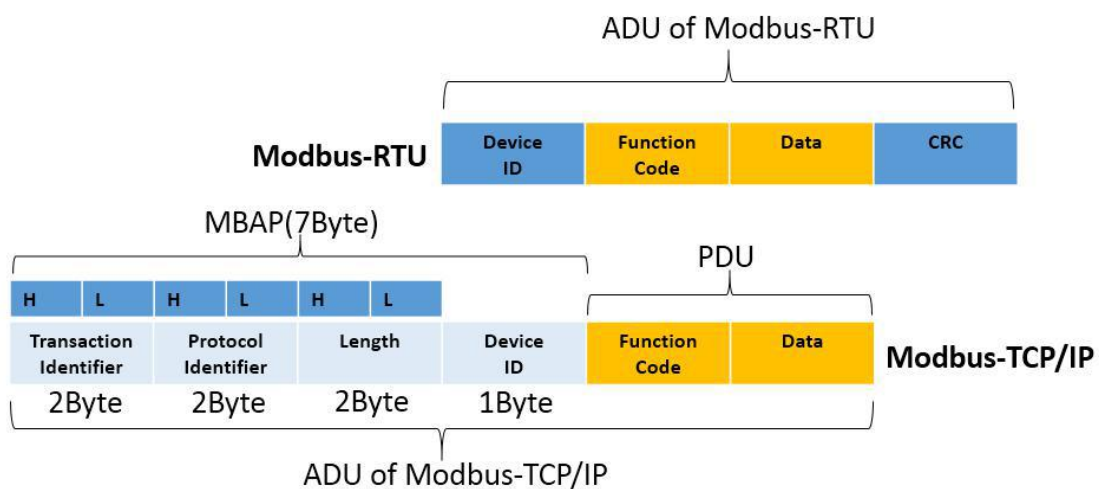 ADU of Modbus-RTU
Modbus-RTU
Device
ID
Function
Code
Data
CRC
MBAP(7Byte)
PDU
H L H L H L
Transaction
Identifier
Protocol
Identifier
Length
Device
ID
Function
Code
Data
Modbus-TCP/IP
2Byte 2Byte 2Byte 1Byte
ADU of Modbus-TCP/IP